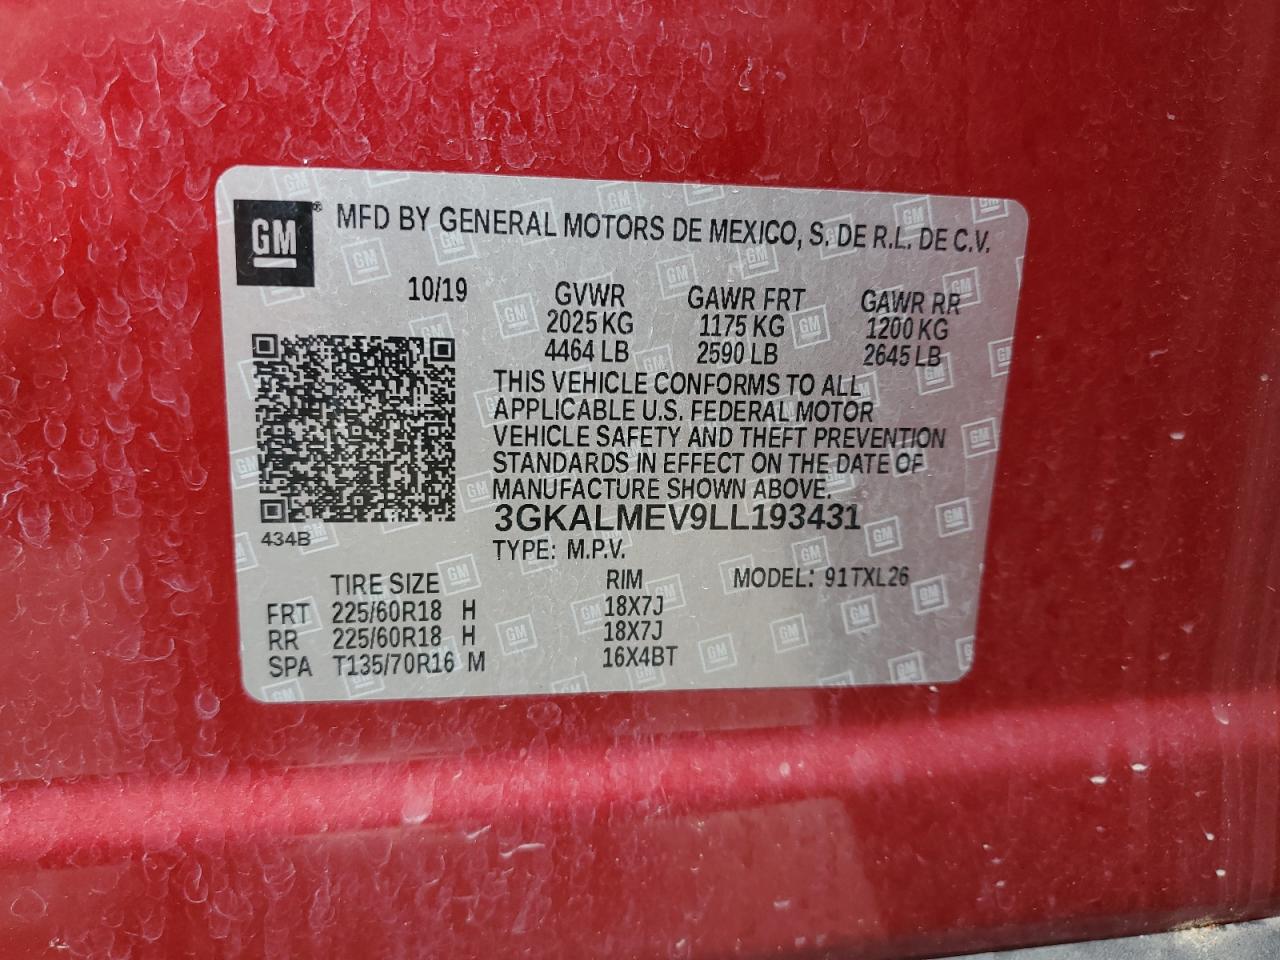 GM® MFD BY GENERAL MOTORS DE MEXICO, S. DE R.L. DE C.V.
10/19 GVWR GAWR FRT GAWR RR
2025 KG 1175 KG 1200 KG
4464 LB 2590 LB 2645 LB
THIS VEHICLE CONFORMS TO ALL
APPLICABLE U.S. FEDERAL MOTOR
VEHICLE SAFETY AND THEFT PREVENTION
STANDARDS IN EFFECT ON THE DATE OF
MANUFACTURE SHOWN ABOVE.
3GKALMEV9LL193431
434B
TYPE: M.P.V.
TIRE SIZE RIM MODEL: 91TXL26
FRT 225/60R18 H 18X7J
RR 225/60R18 H 18X7J
SPA T135/70R16 M 16X4BT